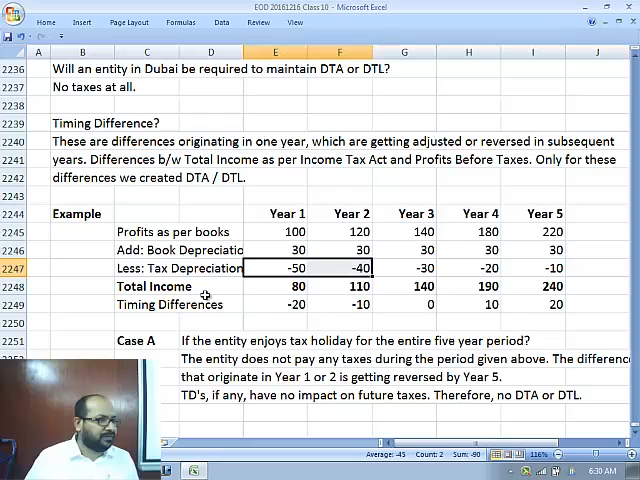 EOD 20161216 Class 10 - Microsoft Excel
Home Insert Page Layout Formulas Data Review View
A B C D E F G H I J
2236 Will an entity in Dubai be required to maintain DTA or DTL?
2237 No taxes at all.
2238
2239 Timing Difference?
2240 These are differences originating in one year, which are getting adjusted or reversed in subsequent
2241 years. Differences b/w Total Income as per Income Tax Act and Profits Before Taxes. Only for these
2242 differences we created DTA / DTL.
2243
2244 Example Year 1 Year 2 Year 3 Year 4 Year 5
2245 Profits as per books 100 120 140 180 220
2246 Add: Book Depreciatio 30 30 30 30 30
2247 Less: Tax Depreciation -50 -40 -30 -20 -10
2248 Total Income 80 110 140 190 240
2249 Timing Differences -20 -10 0 10 20
2250
2251 Case A If the entity enjoys tax holiday for the entire five year period?
The entity does not pay any taxes during the period given above. The difference
that originate in Year 1 or 2 is getting reversed by Year 5.
TD's, if any, have no impact on future taxes. Therefore, no DTA or DTL.
Average: -45 Count: 2 Sum: -90 116%
6:30 AM